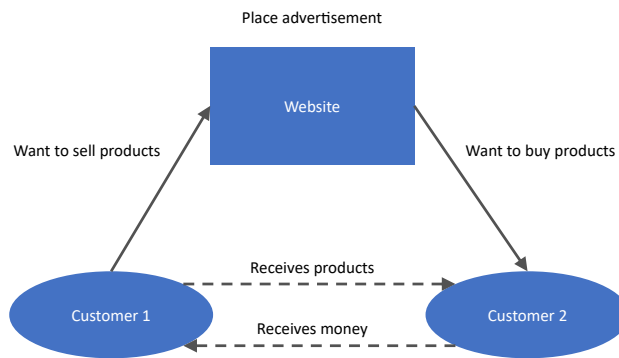 Place advertisement
Website
Want to sell products
Want to buy products
Receives products
Customer 1
Customer 2
Receives money